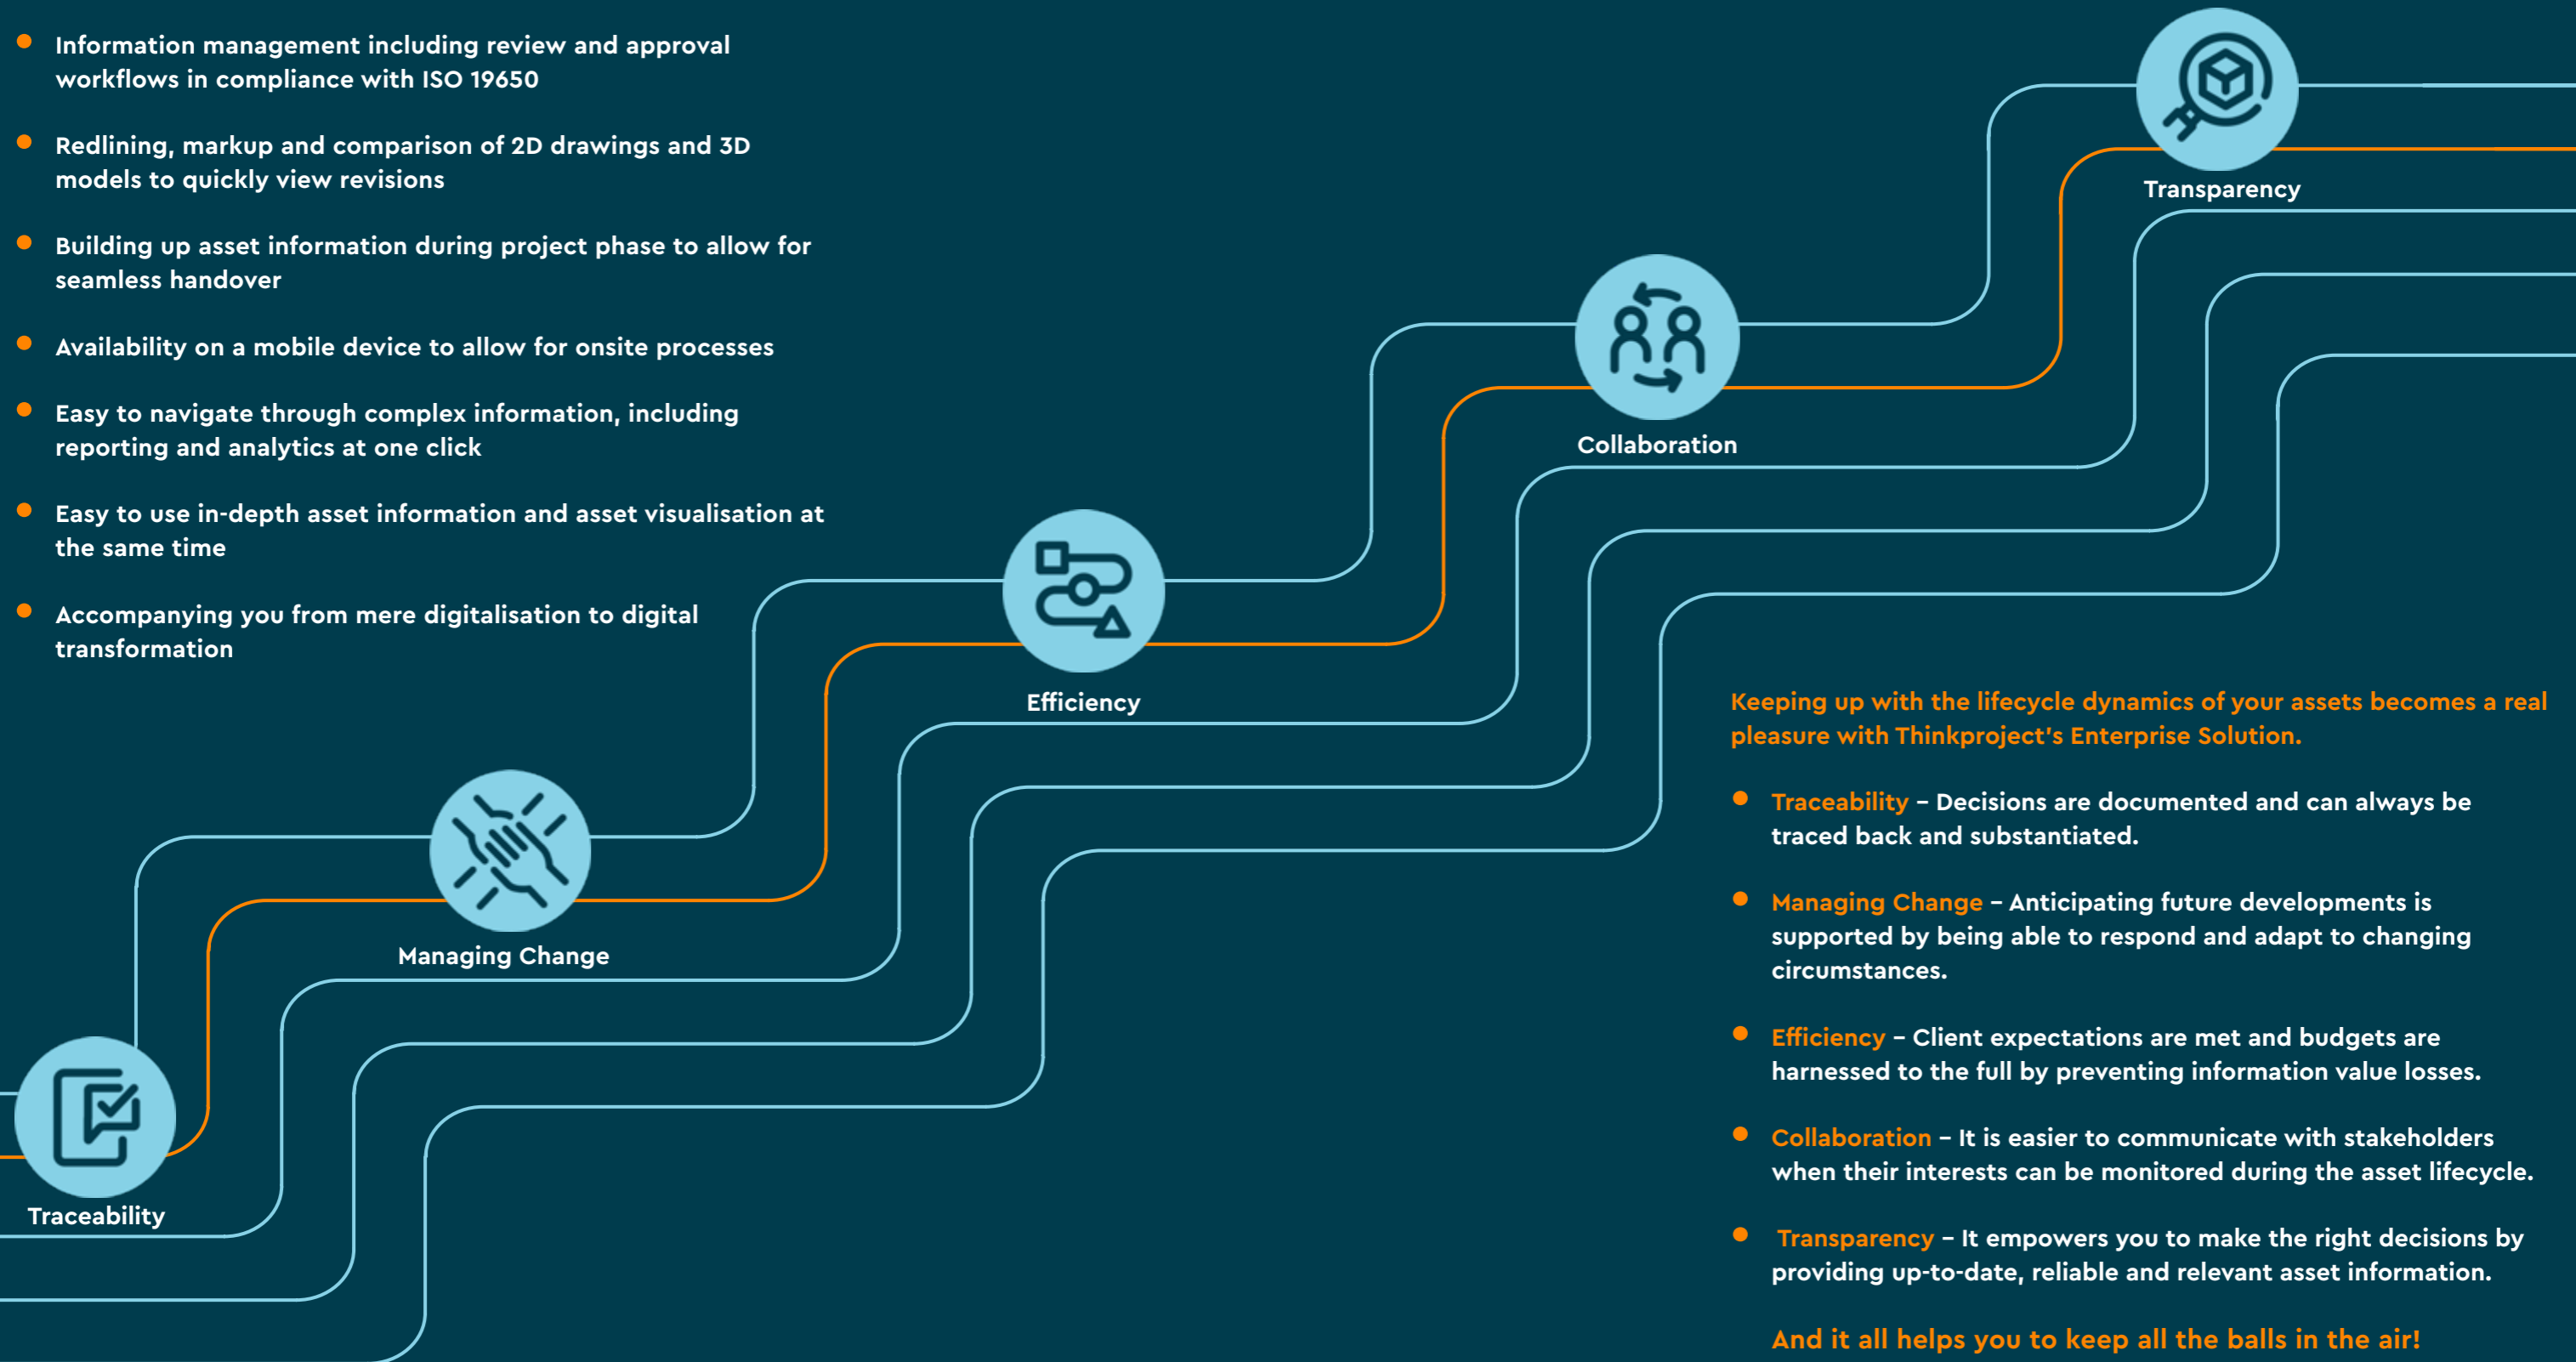 Information management including review and approval
workflows in compliance with ISO 19650
Redlining, markup and comparison of 2D drawings and 3D
models to quickly view revisions
Building up asset information during project phase to allow for
seamless handover
Availability on a mobile device to allow for onsite processes
Easy to navigate through complex information, including
reporting and analytics at one click
Easy to use in-depth asset information and asset visualisation at
the same time
Accompanying you from mere digitalisation to digital
transformation
Transparency
Collaboration
Efficiency
Managing Change
Traceability
Keeping up with the lifecycle dynamics of your assets becomes a real
pleasure with Thinkproject's Enterprise Solution.
Traceability – Decisions are documented and can always be
traced back and substantiated.
Managing Change – Anticipating future developments is
supported by being able to respond and adapt to changing
circumstances.
Efficiency – Client expectations are met and budgets are
harnessed to the full by preventing information value losses.
Collaboration – It is easier to communicate with stakeholders
when their interests can be monitored during the asset lifecycle.
Transparency – It empowers you to make the right decisions by
providing up-to-date, reliable and relevant asset information.
And it all helps you to keep all the balls in the air!